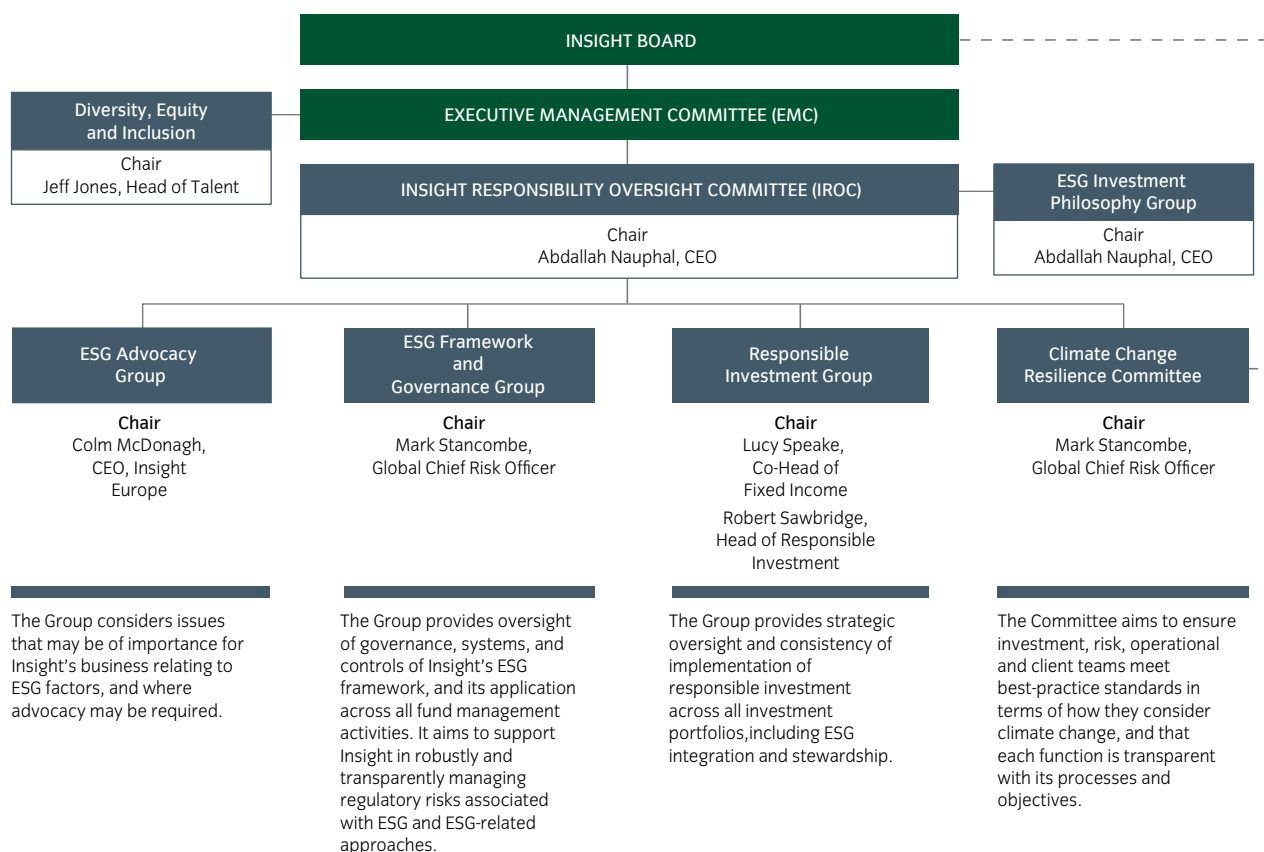 INSIGHT BOARD
Diversity, Equity
and Inclusion
Chair
Jeff Jones, Head of Talent
EXECUTIVE MANAGEMENT COMMITTEE (EMC)
INSIGHT RESPONSIBILITY OVERSIGHT COMMITTEE (IROC)
Chair
Abdallah Nauphal, CEO
ESG Investment
Philosophy Group
Chair
Abdallah Nauphal, CEO
ESG Advocacy
Group
Chair
Colm McDonagh,
CEO, Insight
Europe
The Group considers issues
that may be of importance for
Insight's business relating to
ESG factors, and where
advocacy may be required.
ESG Framework
and
Governance Group
Chair
Mark Stancombe,
Global Chief Risk Officer
The Group provides oversight
of governance, systems, and
controls of Insight's ESG
framework, and its application
across all fund management
activities. It aims to support
Insight in robustly and
transparently managing
regulatory risks associated
with ESG and ESG-related
approaches.
Responsible
Investment Group
Chair
Lucy Speake,
Co-Head of
Fixed Income
Robert Sawbridge,
Head of Responsible
Investment
The Group provides strategic
oversight and consistency of
implementation of
responsible investment
across all investment
portfolios,including ESG
integration and stewardship.
Climate Change
Resilience Committee
Chair
Mark Stancombe,
Global Chief Risk Officer
The Committee aims to ensure
investment, risk, operational
and client teams meet
best-practice standards in
terms of how they consider
climate change, and that
each function is transparent
with its processes and
objectives.